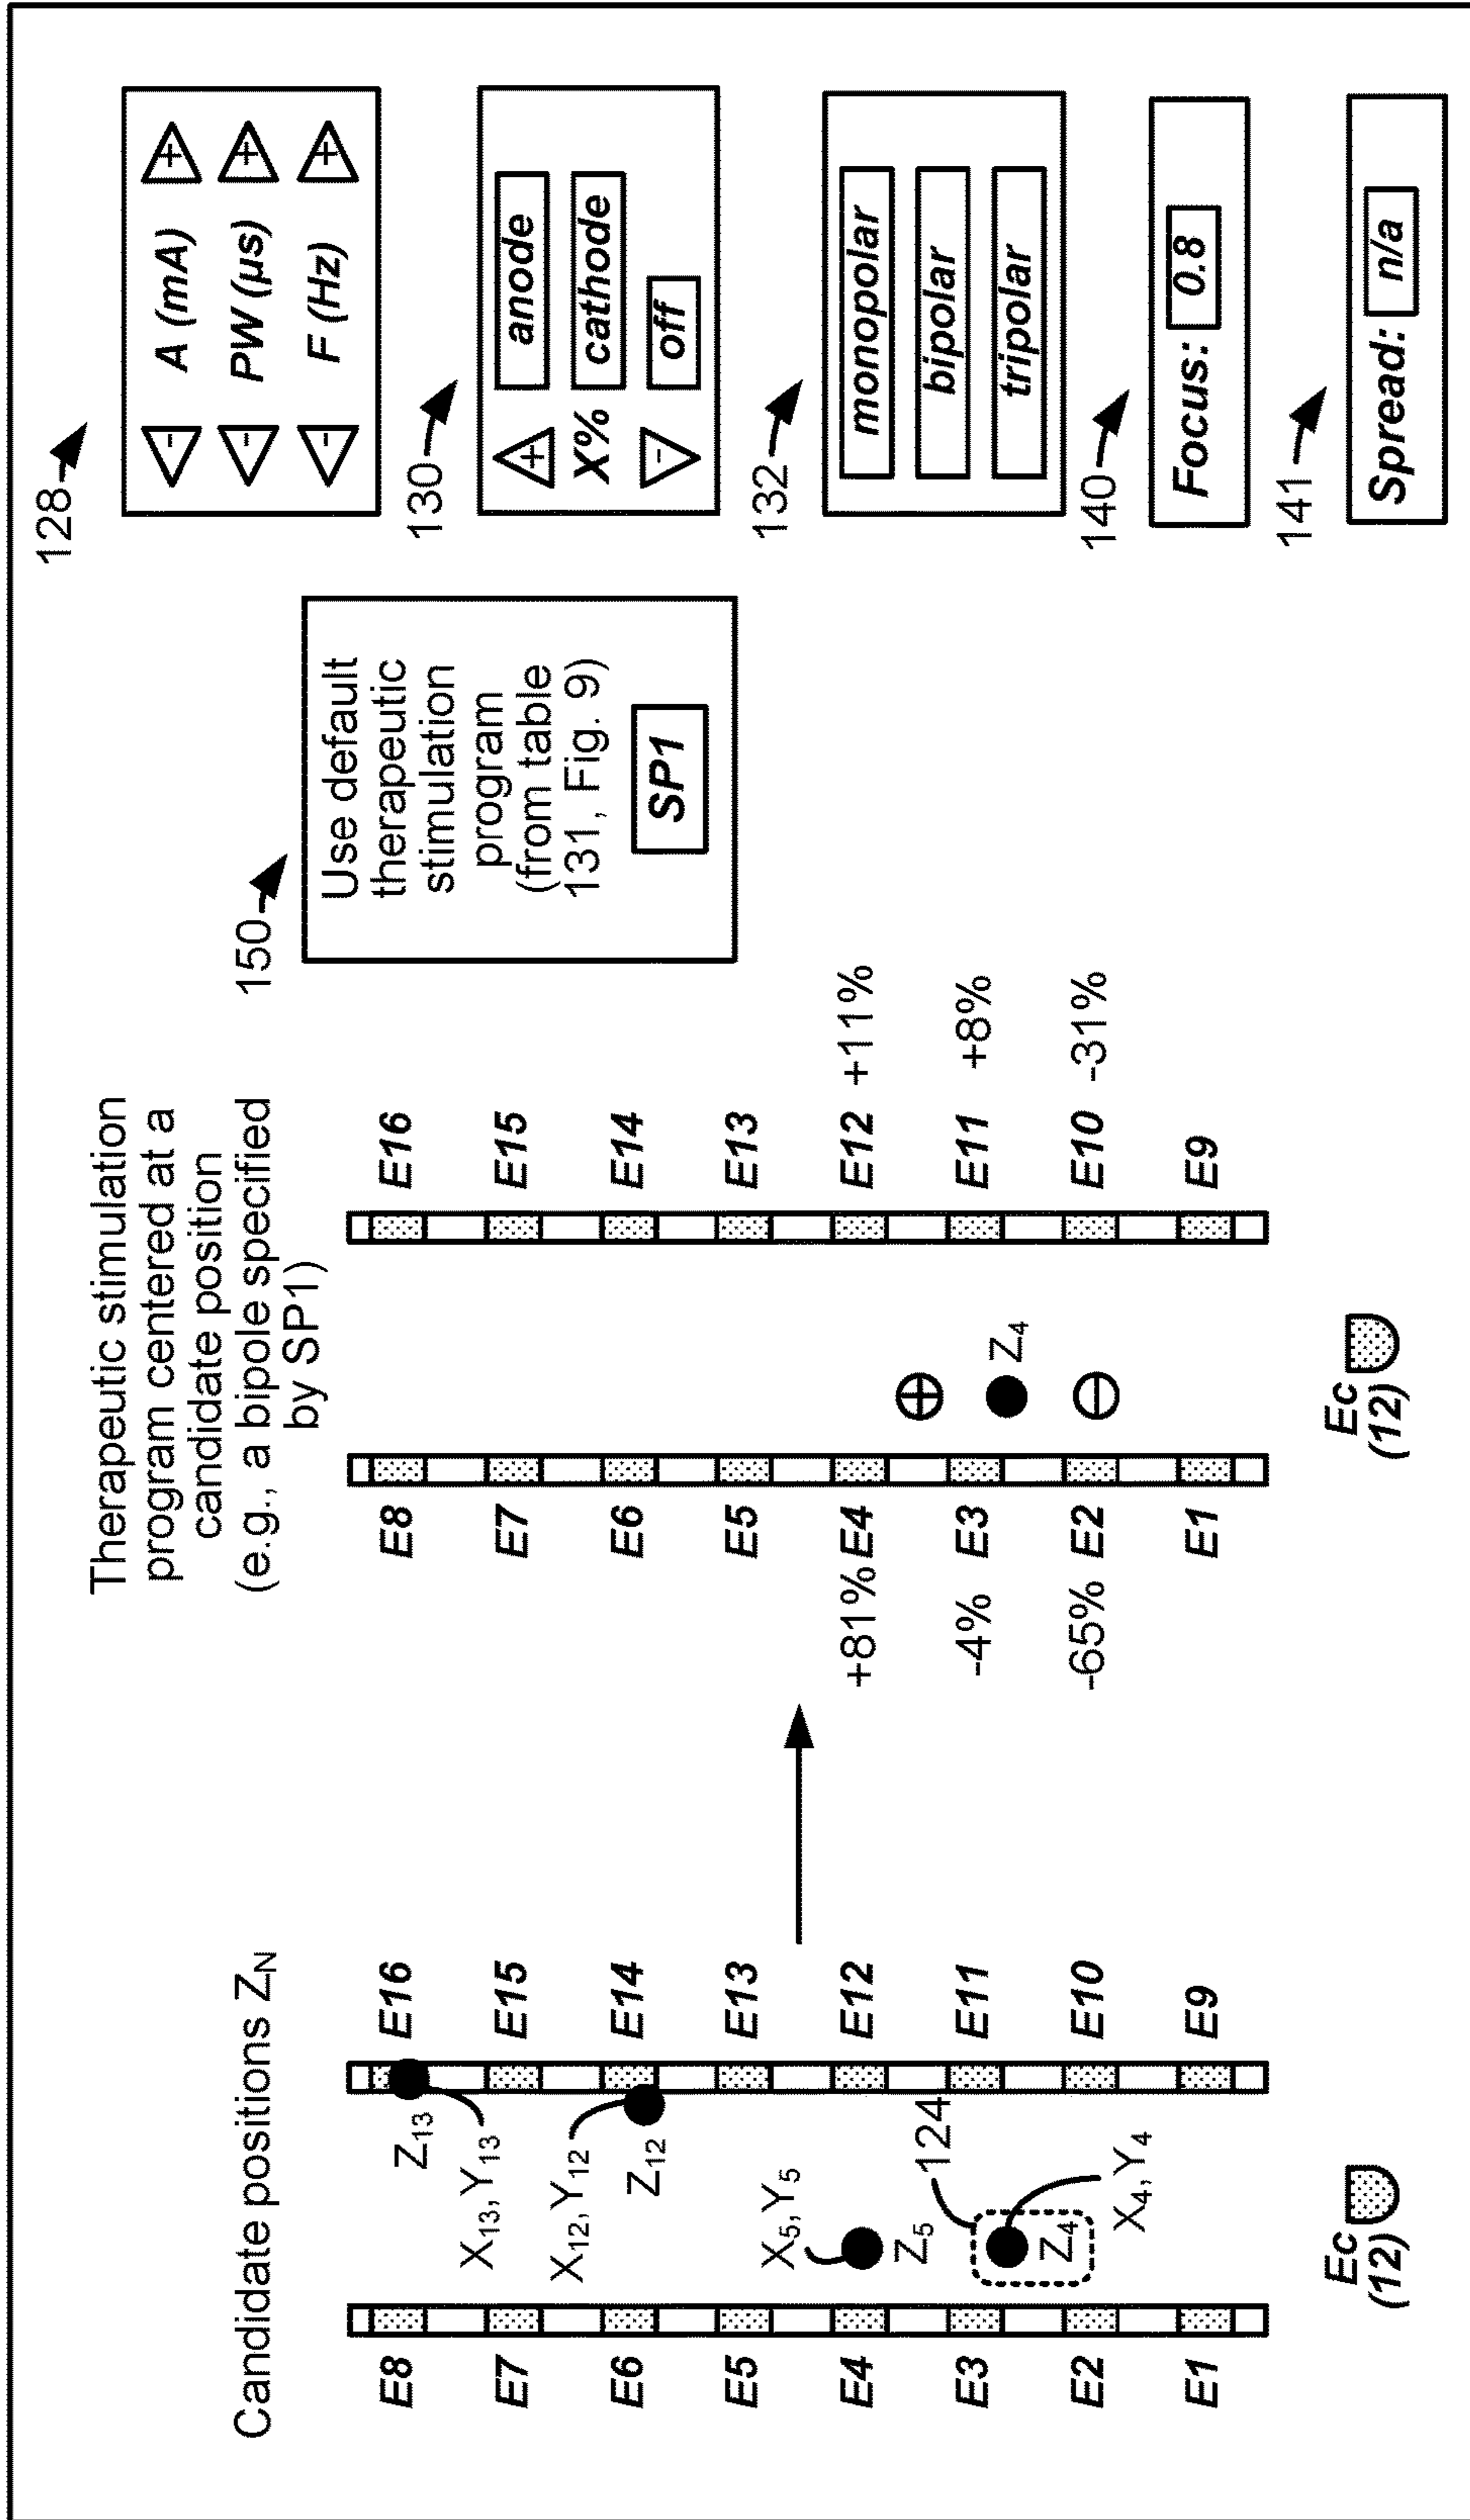 Candidate positions Z_N
E8
E7
E6
E5
E4
E3
E2
E1
E16
E15
E14
E13
E12
E11
E10
E9
Z13
X13,Y13
X12,Y12
Z12
X5,Y5
Z5
124
Z4
X4,Y4
Ec
(12)
Therapeutic stimulation
program centered at a
candidate position
(e.g., a bipole specified
by SP1)
E8
E7
E6
E5
+81% E4
-4% E3
-65% E2
E1
E16
E15
E14
E13
E12 +11%
E11 +8%
E10 -31%
E9
Z4
Ec
(12)
150
Use default
therapeutic
stimulation
program
(from table
131, Fig. 9)
SP1
128
- A (mA) +
- PW (µs) +
- F (Hz) +
130
+ anode
X% cathode
- off
132
monopolar
bipolar
tripolar
140
Focus: 0.8
141
Spread: n/a